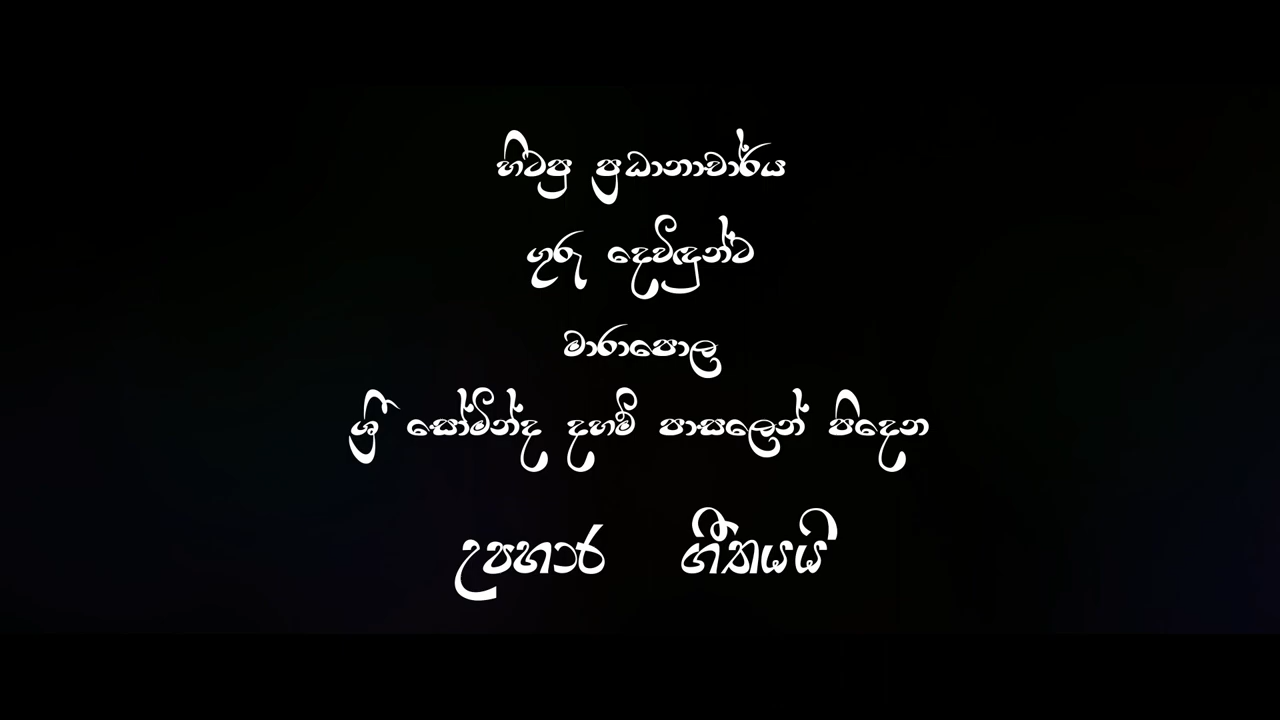 හිටපු ප්‍රධානාචාර්ය
ගුරු දෙවිඳුන්ට
මාරාපොල
ශ්‍රී සෝමින්ද දහම් පාසලෙන් පිදෙන
උපහාර ගීතයයි